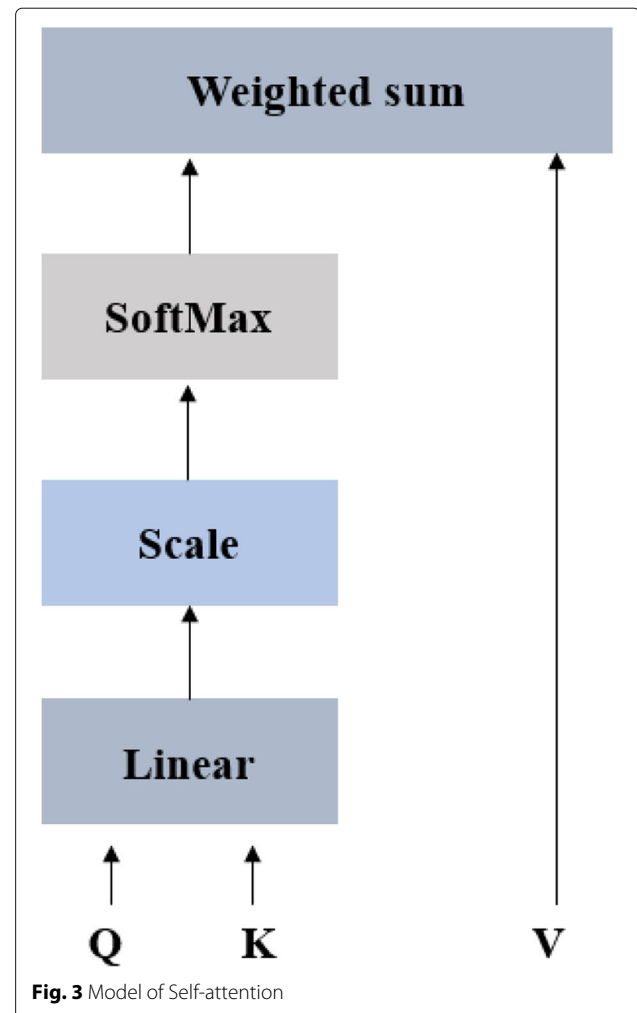 Weighted sum
SoftMax
Scale
Linear
Q K V
Fig. 3 Model of Self-attention